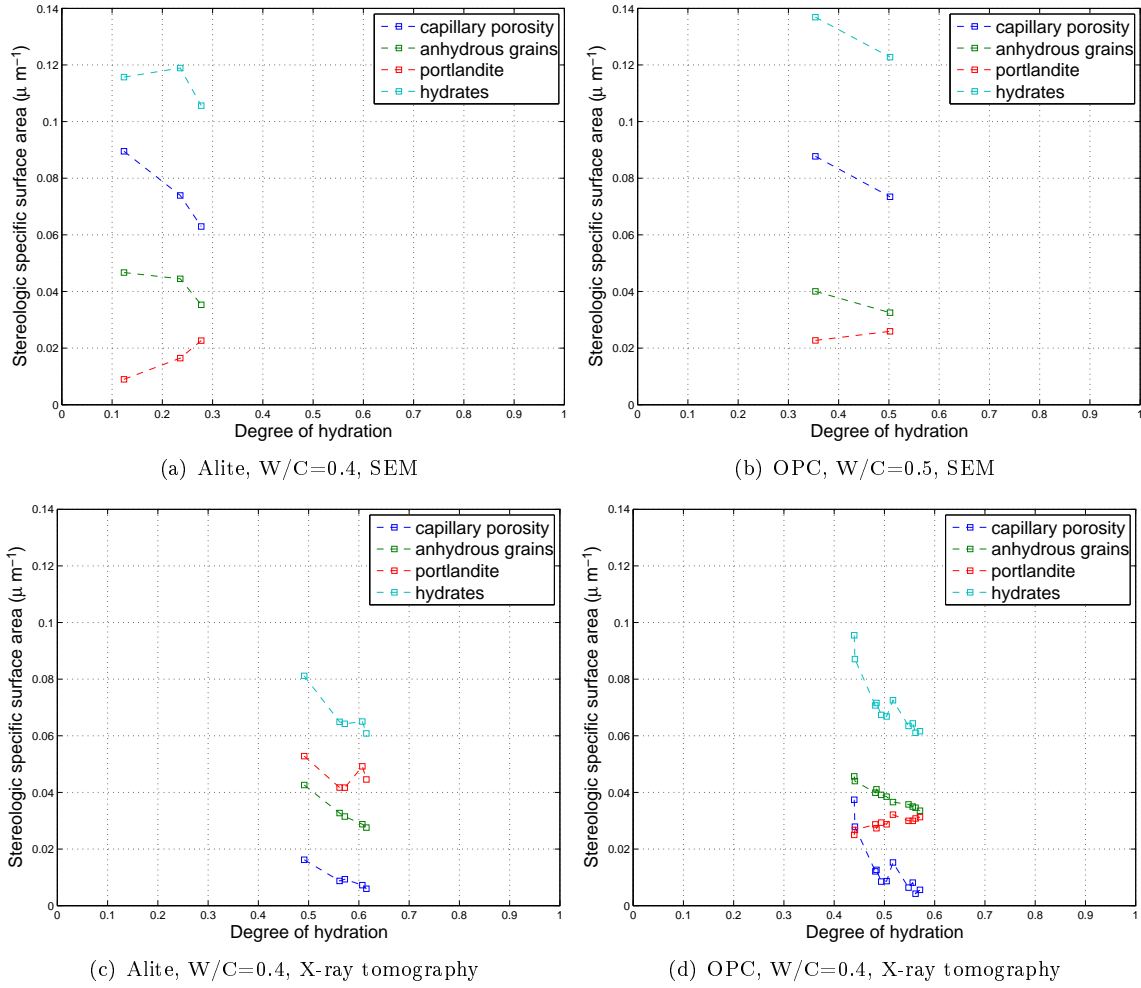 Stereologic specific surface area (μ m⁻¹)
0.14
0.12
0.1
0.08
0.06
0.04
0.02
0
0 0.1 0.2 0.3 0.4 0.5 0.6 0.7 0.8 0.9 1
Degree of hydration
capillary porosity
anhydrous grains
portlandite
hydrates
(a) Alite, W/C=0.4, SEM
Stereologic specific surface area (μ m⁻¹)
0.14
0.12
0.1
0.08
0.06
0.04
0.02
0
0 0.1 0.2 0.3 0.4 0.5 0.6 0.7 0.8 0.9 1
Degree of hydration
capillary porosity
anhydrous grains
portlandite
hydrates
(b) OPC, W/C=0.5, SEM
Stereologic specific surface area (μ m⁻¹)
0.14
0.12
0.1
0.08
0.06
0.04
0.02
0
0 0.1 0.2 0.3 0.4 0.5 0.6 0.7 0.8 0.9 1
Degree of hydration
capillary porosity
anhydrous grains
portlandite
hydrates
(c) Alite, W/C=0.4, X-ray tomography
Stereologic specific surface area (μ m⁻¹)
0.14
0.12
0.1
0.08
0.06
0.04
0.02
0
0 0.1 0.2 0.3 0.4 0.5 0.6 0.7 0.8 0.9 1
Degree of hydration
capillary porosity
anhydrous grains
portlandite
hydrates
(d) OPC, W/C=0.4, X-ray tomography